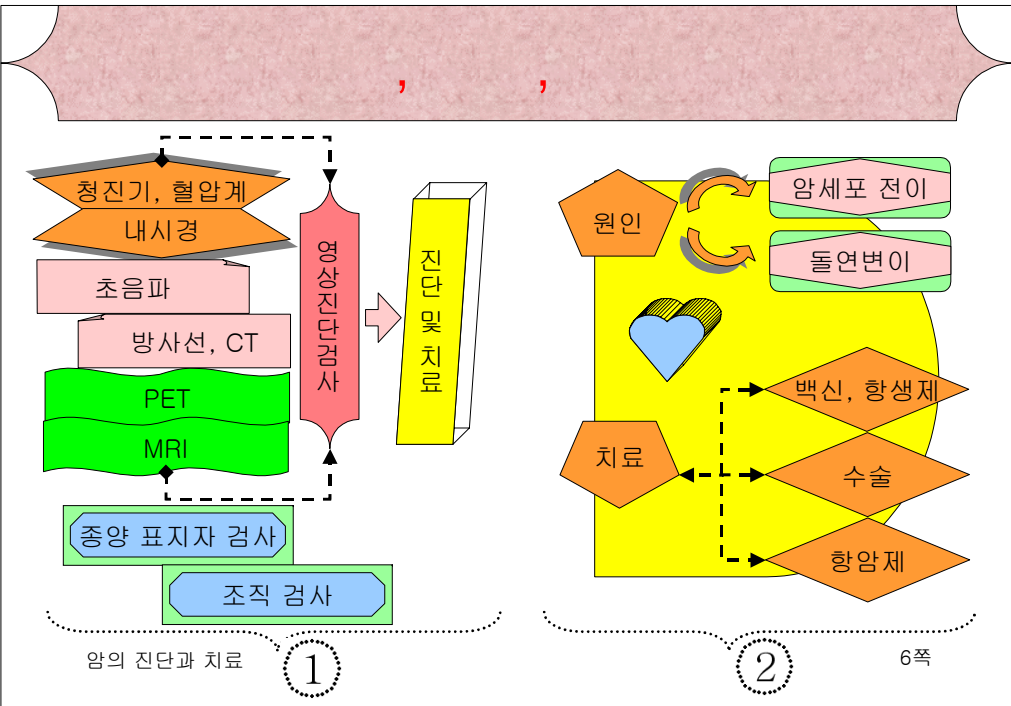 , ,
청진기, 혈압계
내시경
초음파
방사선, CT
PET
MRI
영상진단검사
진단 및 치료
종양 표지자 검사
조직 검사
암의 진단과 치료
1
원인
암세포 전이
돌연변이
치료
백신, 항생제
수술
항암제
2
6쪽